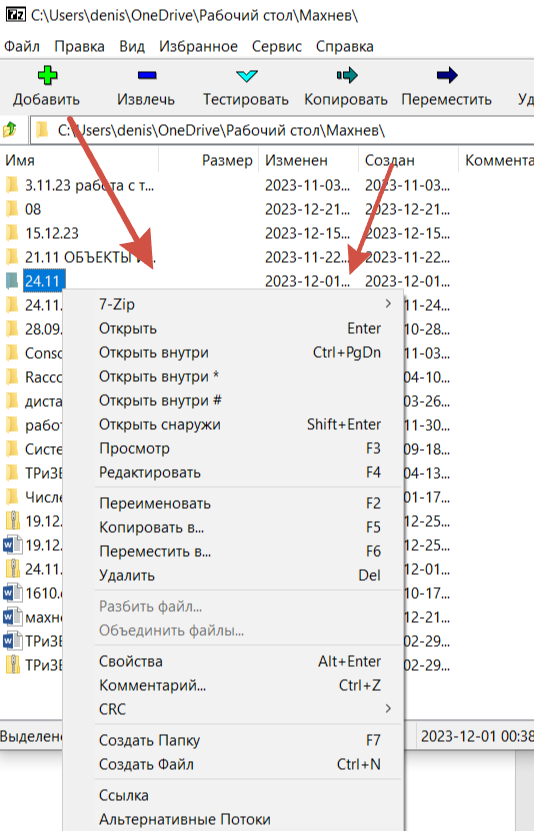 7z C:\Users\denis\OneDrive\Рабочий стол\Махнев\
Файл Правка Вид Избранное Сервис Справка
Добавить Извлечь Тестировать Копировать Переместить Уд
C:\Users\denis\OneDrive\Рабочий стол\Махнев\
Имя Размер Изменен Создан Коммента
3.11.23 работа с т... 2023-11-03... 2023-11-03...
08 2023-12-21... 2023-12-21...
15.12.23 2023-12-15... 2023-12-15...
21.11 ОБЪЕКТЫ И... 2023-11-22... 2023-11-22...
24.11 2023-12-01... 2023-12-01...
24.11. 11-24...
7-Zip
28.09. 10-28...
Открыть Enter
Conso 11-03...
Открыть внутри Ctrl+PgDn
Racco 04-10...
Открыть внутри *
диста 03-26...
Открыть внутри #
работ 11-30...
Открыть снаружи Shift+Enter
Систе 09-18...
Просмотр F3
ТРиЗБ 04-13...
Редактировать F4
Числе 01-17...
Переименовать F2
19.12. 12-25...
Копировать в... F5
19.12. 12-25...
Переместить в... F6
24.11. 12-01...
Удалить Del
1610. 10-17...
Разбить файл...
махне 12-21...
Объединить файлы...
ТРиЗБ 02-29...
Свойства Alt+Enter
ТРиЗБ 02-29...
Комментарий... Ctrl+Z
CRC
Выделен 2023-12-01 00:38
Создать Папку F7
Создать Файл Ctrl+N
Ссылка
Альтернативные Потоки